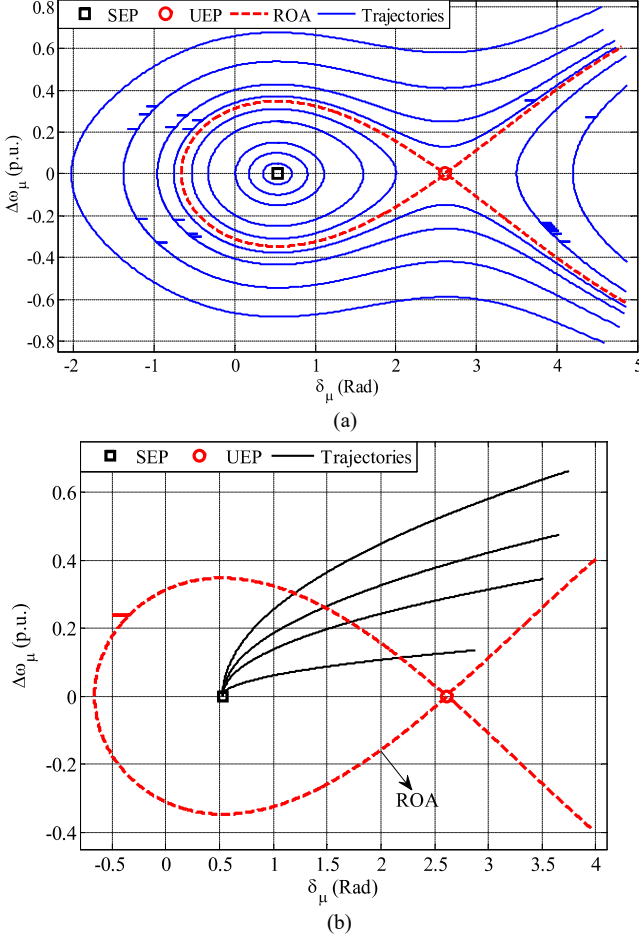 SEP UEP ROA Trajectories
0.8
0.6
0.4
0.2
0
-0.2
-0.4
-0.6
-0.8
Δω_μ (p.u.)
-2 -1 0 1 2 3 4 5
δ_μ (Rad)
(a)
SEP UEP Trajectories
0.6
0.4
0.2
0
-0.2
-0.4
Δω_μ (p.u.)
ROA
-0.5 0 0.5 1 1.5 2 2.5 3 3.5 4
δ_μ (Rad)
(b)